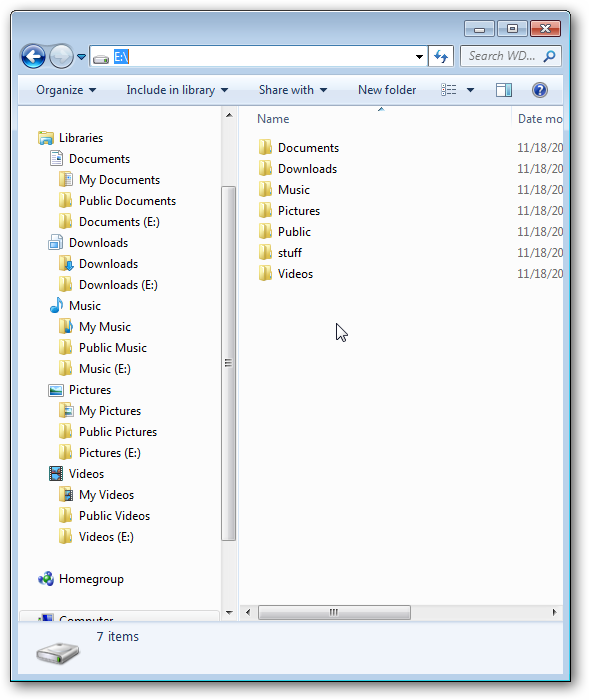 E:\
Search WD...
Organize Include in library Share with New folder
Name Date mo
Libraries
Documents
My Documents
Public Documents
Documents (E:)
Downloads
Downloads
Downloads (E:)
Music
My Music
Public Music
Music (E:)
Pictures
My Pictures
Public Pictures
Pictures (E:)
Videos
My Videos
Public Videos
Videos (E:)
Homegroup
Computer
Documents 11/18/20
Downloads 11/18/20
Music 11/18/20
Pictures 11/18/20
Public 11/18/20
stuff 11/18/20
Videos 11/18/20
7 items